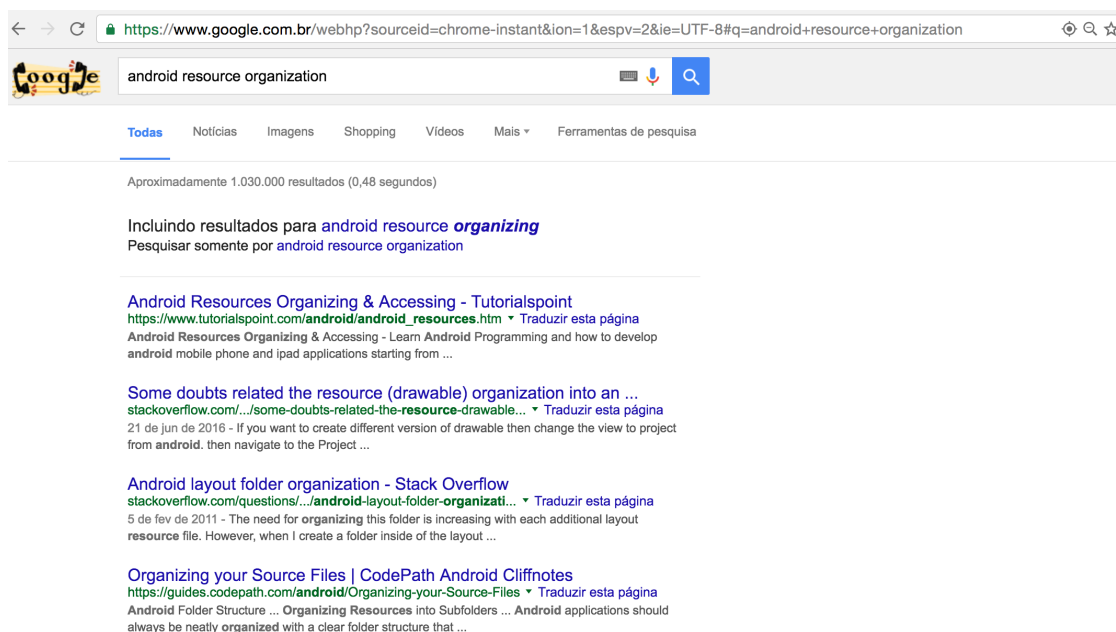 https://www.google.com.br/webhp?sourceid=chrome-instant&ion=1&espv=2&ie=UTF-8#q=android+resource+organization
Google
android resource organization
Todas Notícias Imagens Shopping Vídeos Mais Ferramentas de pesquisa
Aproximadamente 1.030.000 resultados (0,48 segundos)
Incluindo resultados para android resource organizing
Pesquisar somente por android resource organization
Android Resources Organizing & Accessing - Tutorialspoint
https://www.tutorialspoint.com/android/android_resources.htm Traduzir esta página
Android Resources Organizing & Accessing - Learn Android Programming and how to develop
android mobile phone and ipad applications starting from ...
Some doubts related the resource (drawable) organization into an ...
stackoverflow.com/.../some-doubts-related-the-resource-drawable... Traduzir esta página
21 de jun de 2016 - If you want to create different version of drawable then change the view to project
from android. then navigate to the Project ...
Android layout folder organization - Stack Overflow
stackoverflow.com/questions/.../android-layout-folder-organizati... Traduzir esta página
5 de fev de 2011 - The need for organizing this folder is increasing with each additional layout
resource file. However, when I create a folder inside of the layout ...
Organizing your Source Files | CodePath Android Cliffnotes
https://guides.codepath.com/android/Organizing-your-Source-Files Traduzir esta página
Android Folder Structure ... Organizing Resources into Subfolders ... Android applications should
always be neatly organized with a clear folder structure that ...